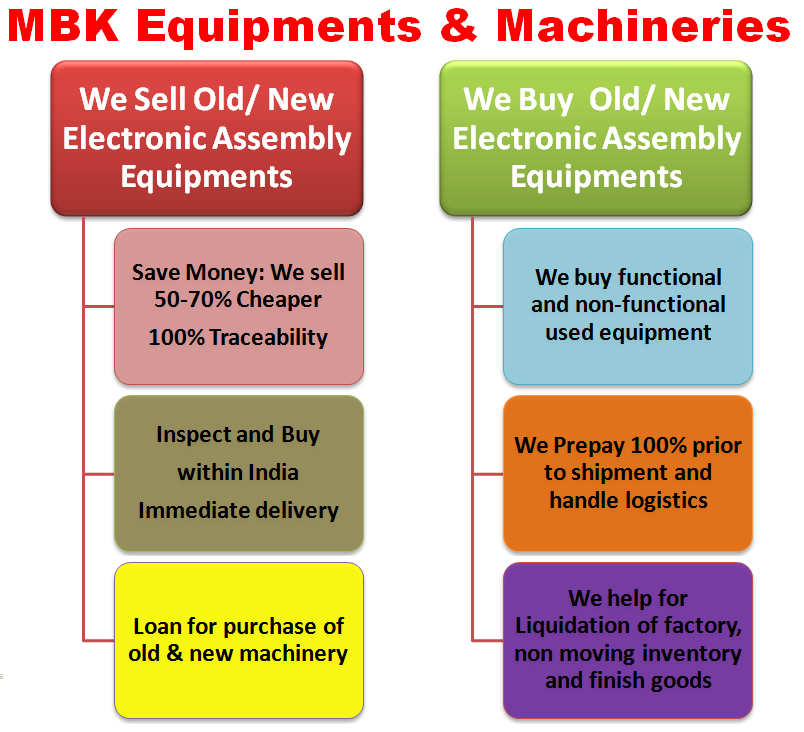 MBK Equipments & Machineries
We Sell Old/ New
Electronic Assembly
Equipments
Save Money: We sell
50-70% Cheaper
100% Traceability
Inspect and Buy
within India
Immediate delivery
Loan for purchase of
old & new machinery
We Buy Old/ New
Electronic Assembly
Equipments
We buy functional
and non-functional
used equipment
We Prepay 100% prior
to shipment and
handle logistics
We help for
Liquidation of factory,
non moving inventory
and finish goods